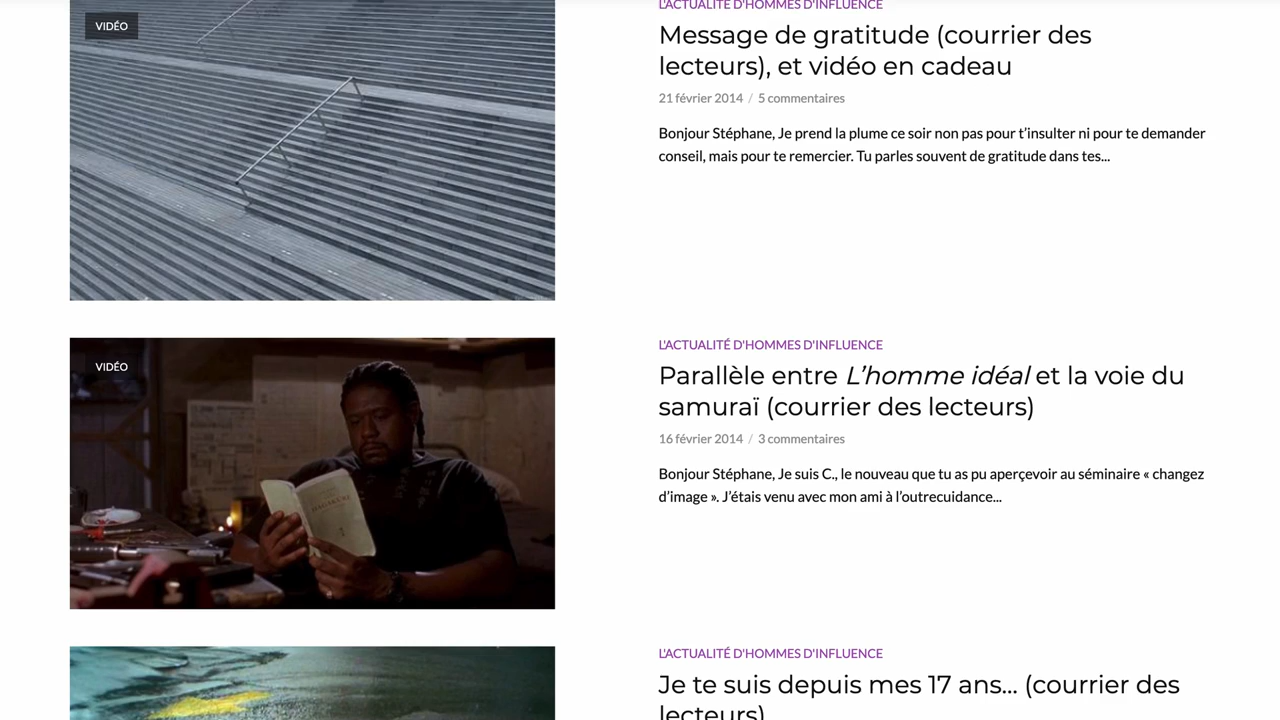 VIDÉO
L'ACTUALITÉ D'HOMMES D'INFLUENCE
Message de gratitude (courrier des
lecteurs), et vidéo en cadeau
21 février 2014 / 5 commentaires
Bonjour Stéphane, Je prend la plume ce soir non pas pour t’insulter ni pour te demander
conseil, mais pour te remercier. Tu parles souvent de gratitude dans tes...
VIDÉO
HAGAKURE
L'ACTUALITÉ D'HOMMES D'INFLUENCE
Parallèle entre L’homme idéal et la voie du
samuraï (courrier des lecteurs)
16 février 2014 / 3 commentaires
Bonjour Stéphane, Je suis C., le nouveau que tu as pu aperçevoir au séminaire « changez
d’image ». J’étais venu avec mon ami à l’outrecuidance...
L'ACTUALITÉ D'HOMMES D'INFLUENCE
Je te suis depuis mes 17 ans… (courrier des
lecteurs)